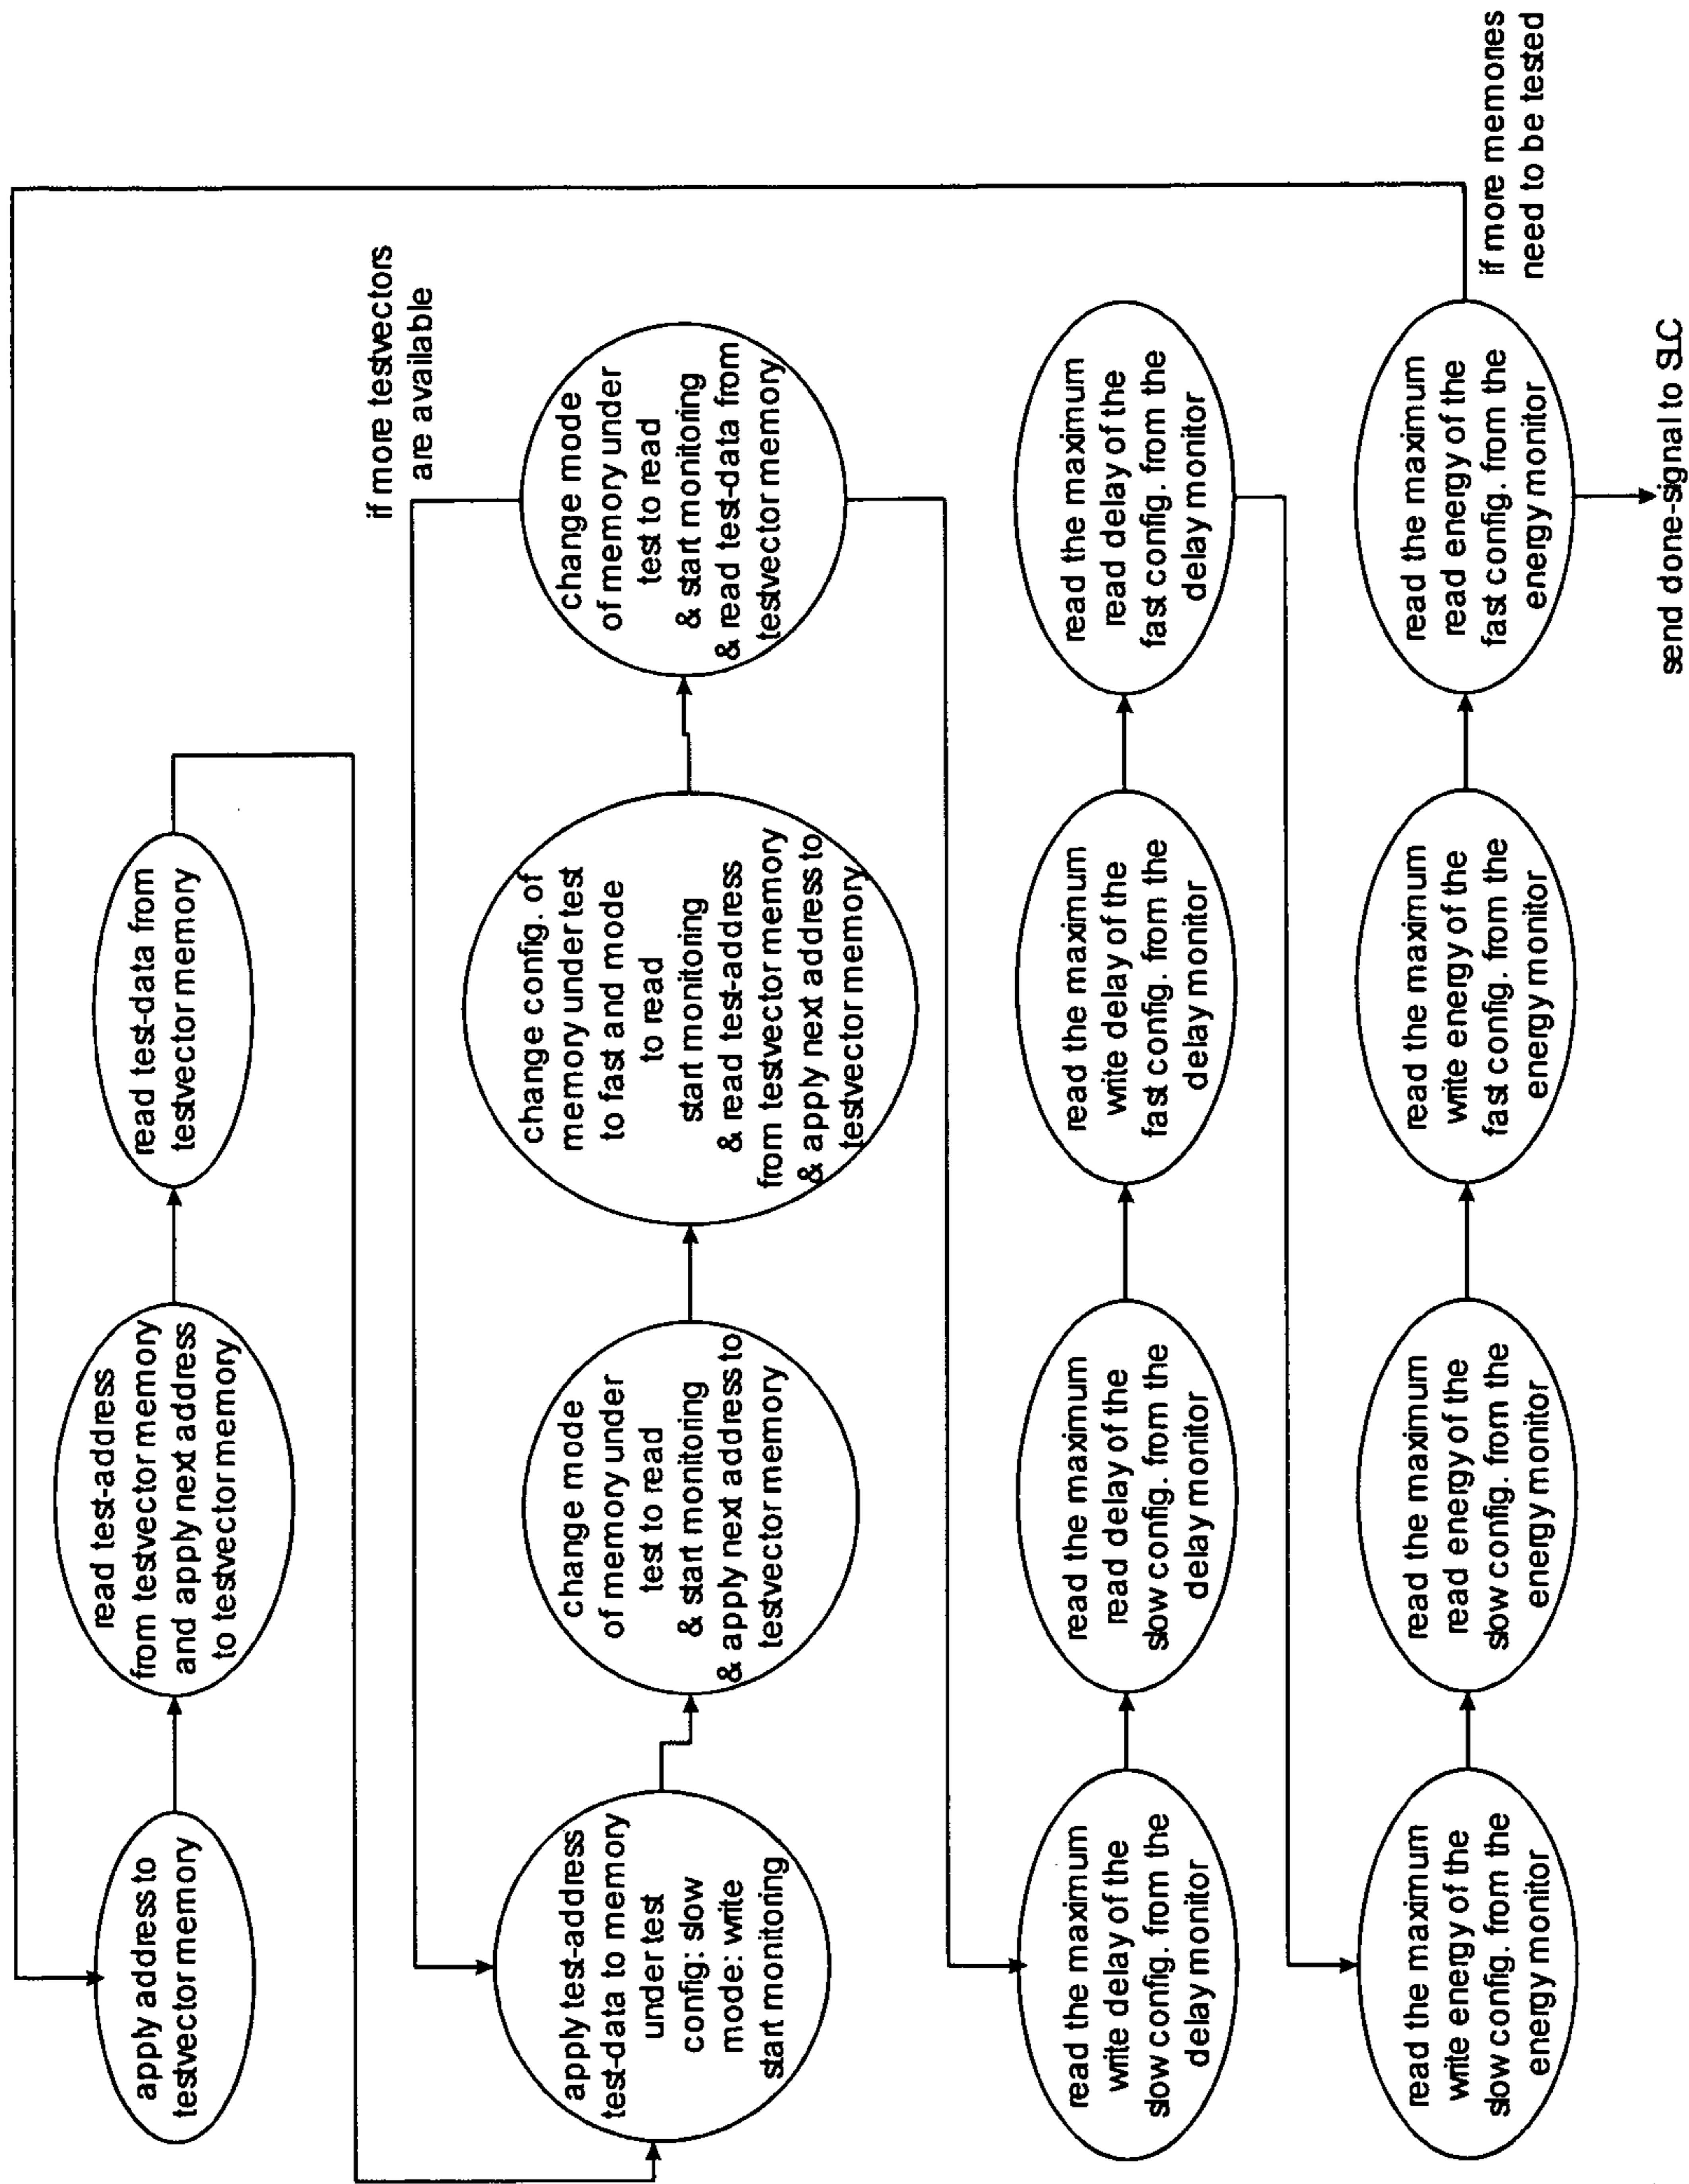 apply address to
testvector memory
read test-address
from testvector memory
and apply next address
to testvector memory
read test-data from
testvector memory
if more testvectors
are available
apply test-address
test-data to memory
under test
config: slow
mode: write
start monitoring
change mode
of memory under
test to read
& start monitoring
& apply next address to
testvector memory
change config. of
memory under test
to fast and mode
to read
start monitoring
& read test-address
from testvector memory
& apply next address to
testvector memory
change mode
of memory under
test to read
& start monitoring
& read test-data from
testvector memory
read the maximum
write delay of the
slow config. from the
delay monitor
read the maximum
read delay of the
slow config. from the
delay monitor
read the maximum
write delay of the
fast config. from the
delay monitor
read the maximum
read delay of the
fast config. from the
delay monitor
read the maximum
write energy of the
slow config. from the
energy monitor
read the maximum
read energy of the
slow config. from the
energy monitor
read the maximum
write energy of the
fast config. from the
energy monitor
read the maximum
read energy of the
fast config. from the
energy monitor
if more memories
need to be tested
send done-signal to SLC